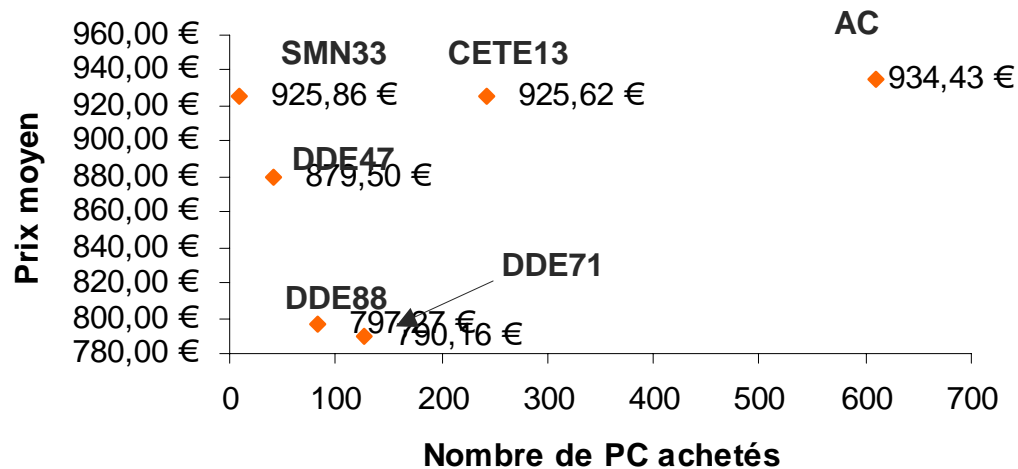 AC
960,00 €
SMN33 CETE13
940,00 €
925,86 € 925,62 € 934,43 €
920,00 €
900,00 €
DDE47
880,00 €
879,50 €
860,00 €
840,00 €
DDE71
820,00 €
DDE88
800,00 €
797,27 €
790,16 €
780,00 €
Prix moyen
0 100 200 300 400 500 600 700
Nombre de PC achetés